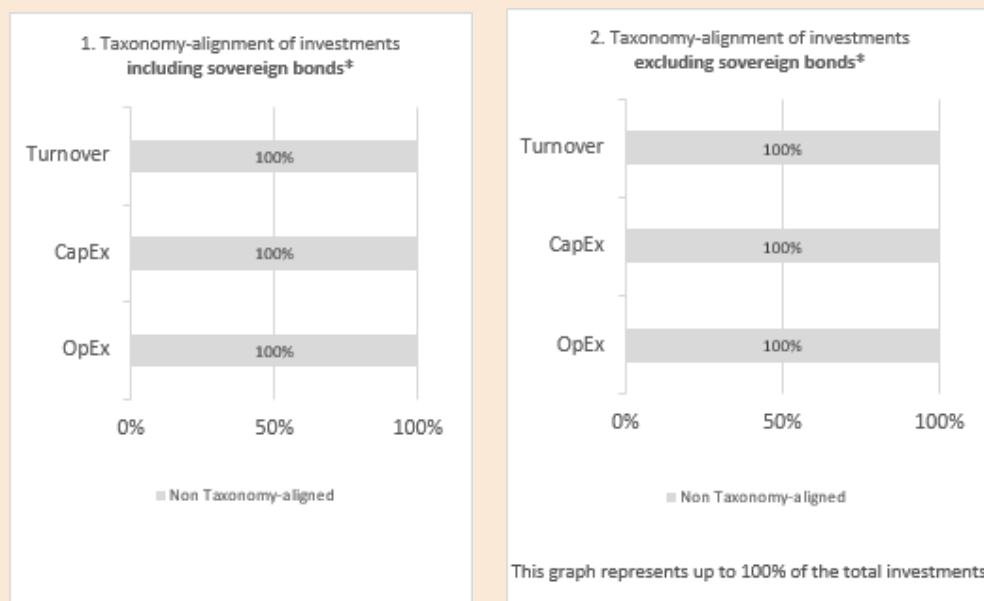 1. Taxonomy-alignment of investments
including sovereign bonds*
Turnover
100%
CapEx
100%
OpEx
100%
0%
50%
100%
Non Taxonomy-aligned
2. Taxonomy-alignment of investments
excluding sovereign bonds*
Turnover
100%
CapEx
100%
OpEx
100%
0%
50%
100%
Non Taxonomy-aligned
This graph represents up to 100% of the total investments